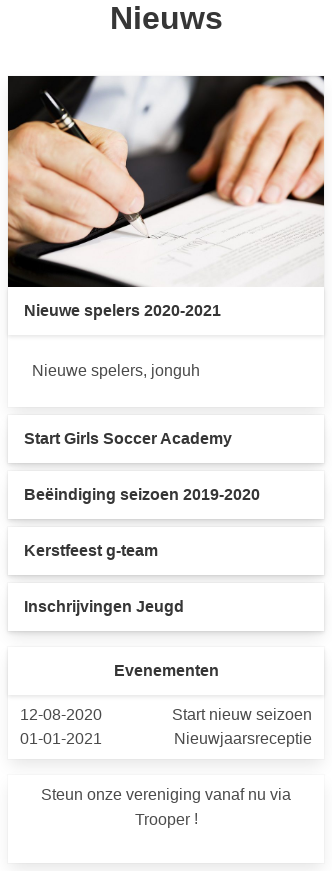 Nieuws
Nieuwe spelers 2020-2021
Nieuwe spelers, jonguh
Start Girls Soccer Academy
Beëindiging seizoen 2019-2020
Kerstfeest g-team
Inschrijvingen Jeugd
Evenementen
12-08-2020 Start nieuw seizoen
01-01-2021 Nieuwjaarsreceptie
Steun onze vereniging vanaf nu via
Trooper !